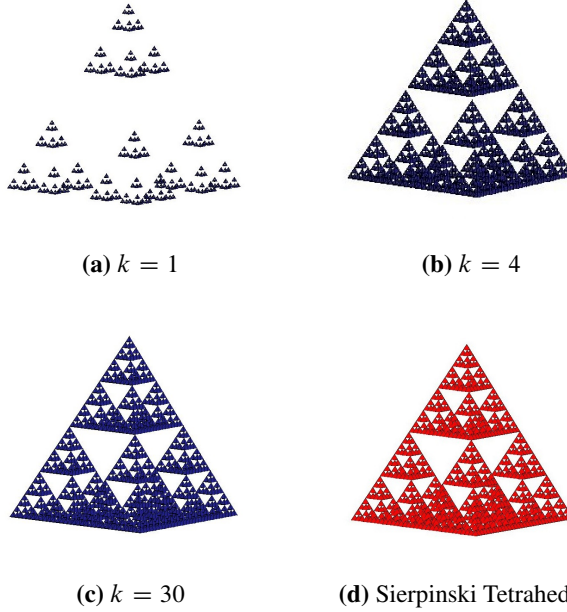 (a) k = 1
(b) k = 4
(c) k = 30
(d) Sierpinski Tetrahed